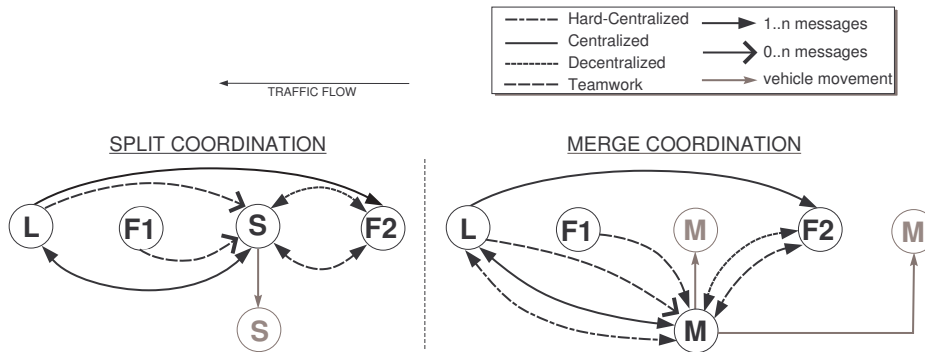 Hard-Centralized
Centralized
Decentralized
Teamwork
1..n messages
0..n messages
vehicle movement
TRAFFIC FLOW
SPLIT COORDINATION
L
F1
S
F2
S
MERGE COORDINATION
L
F1
M
F2
M
M